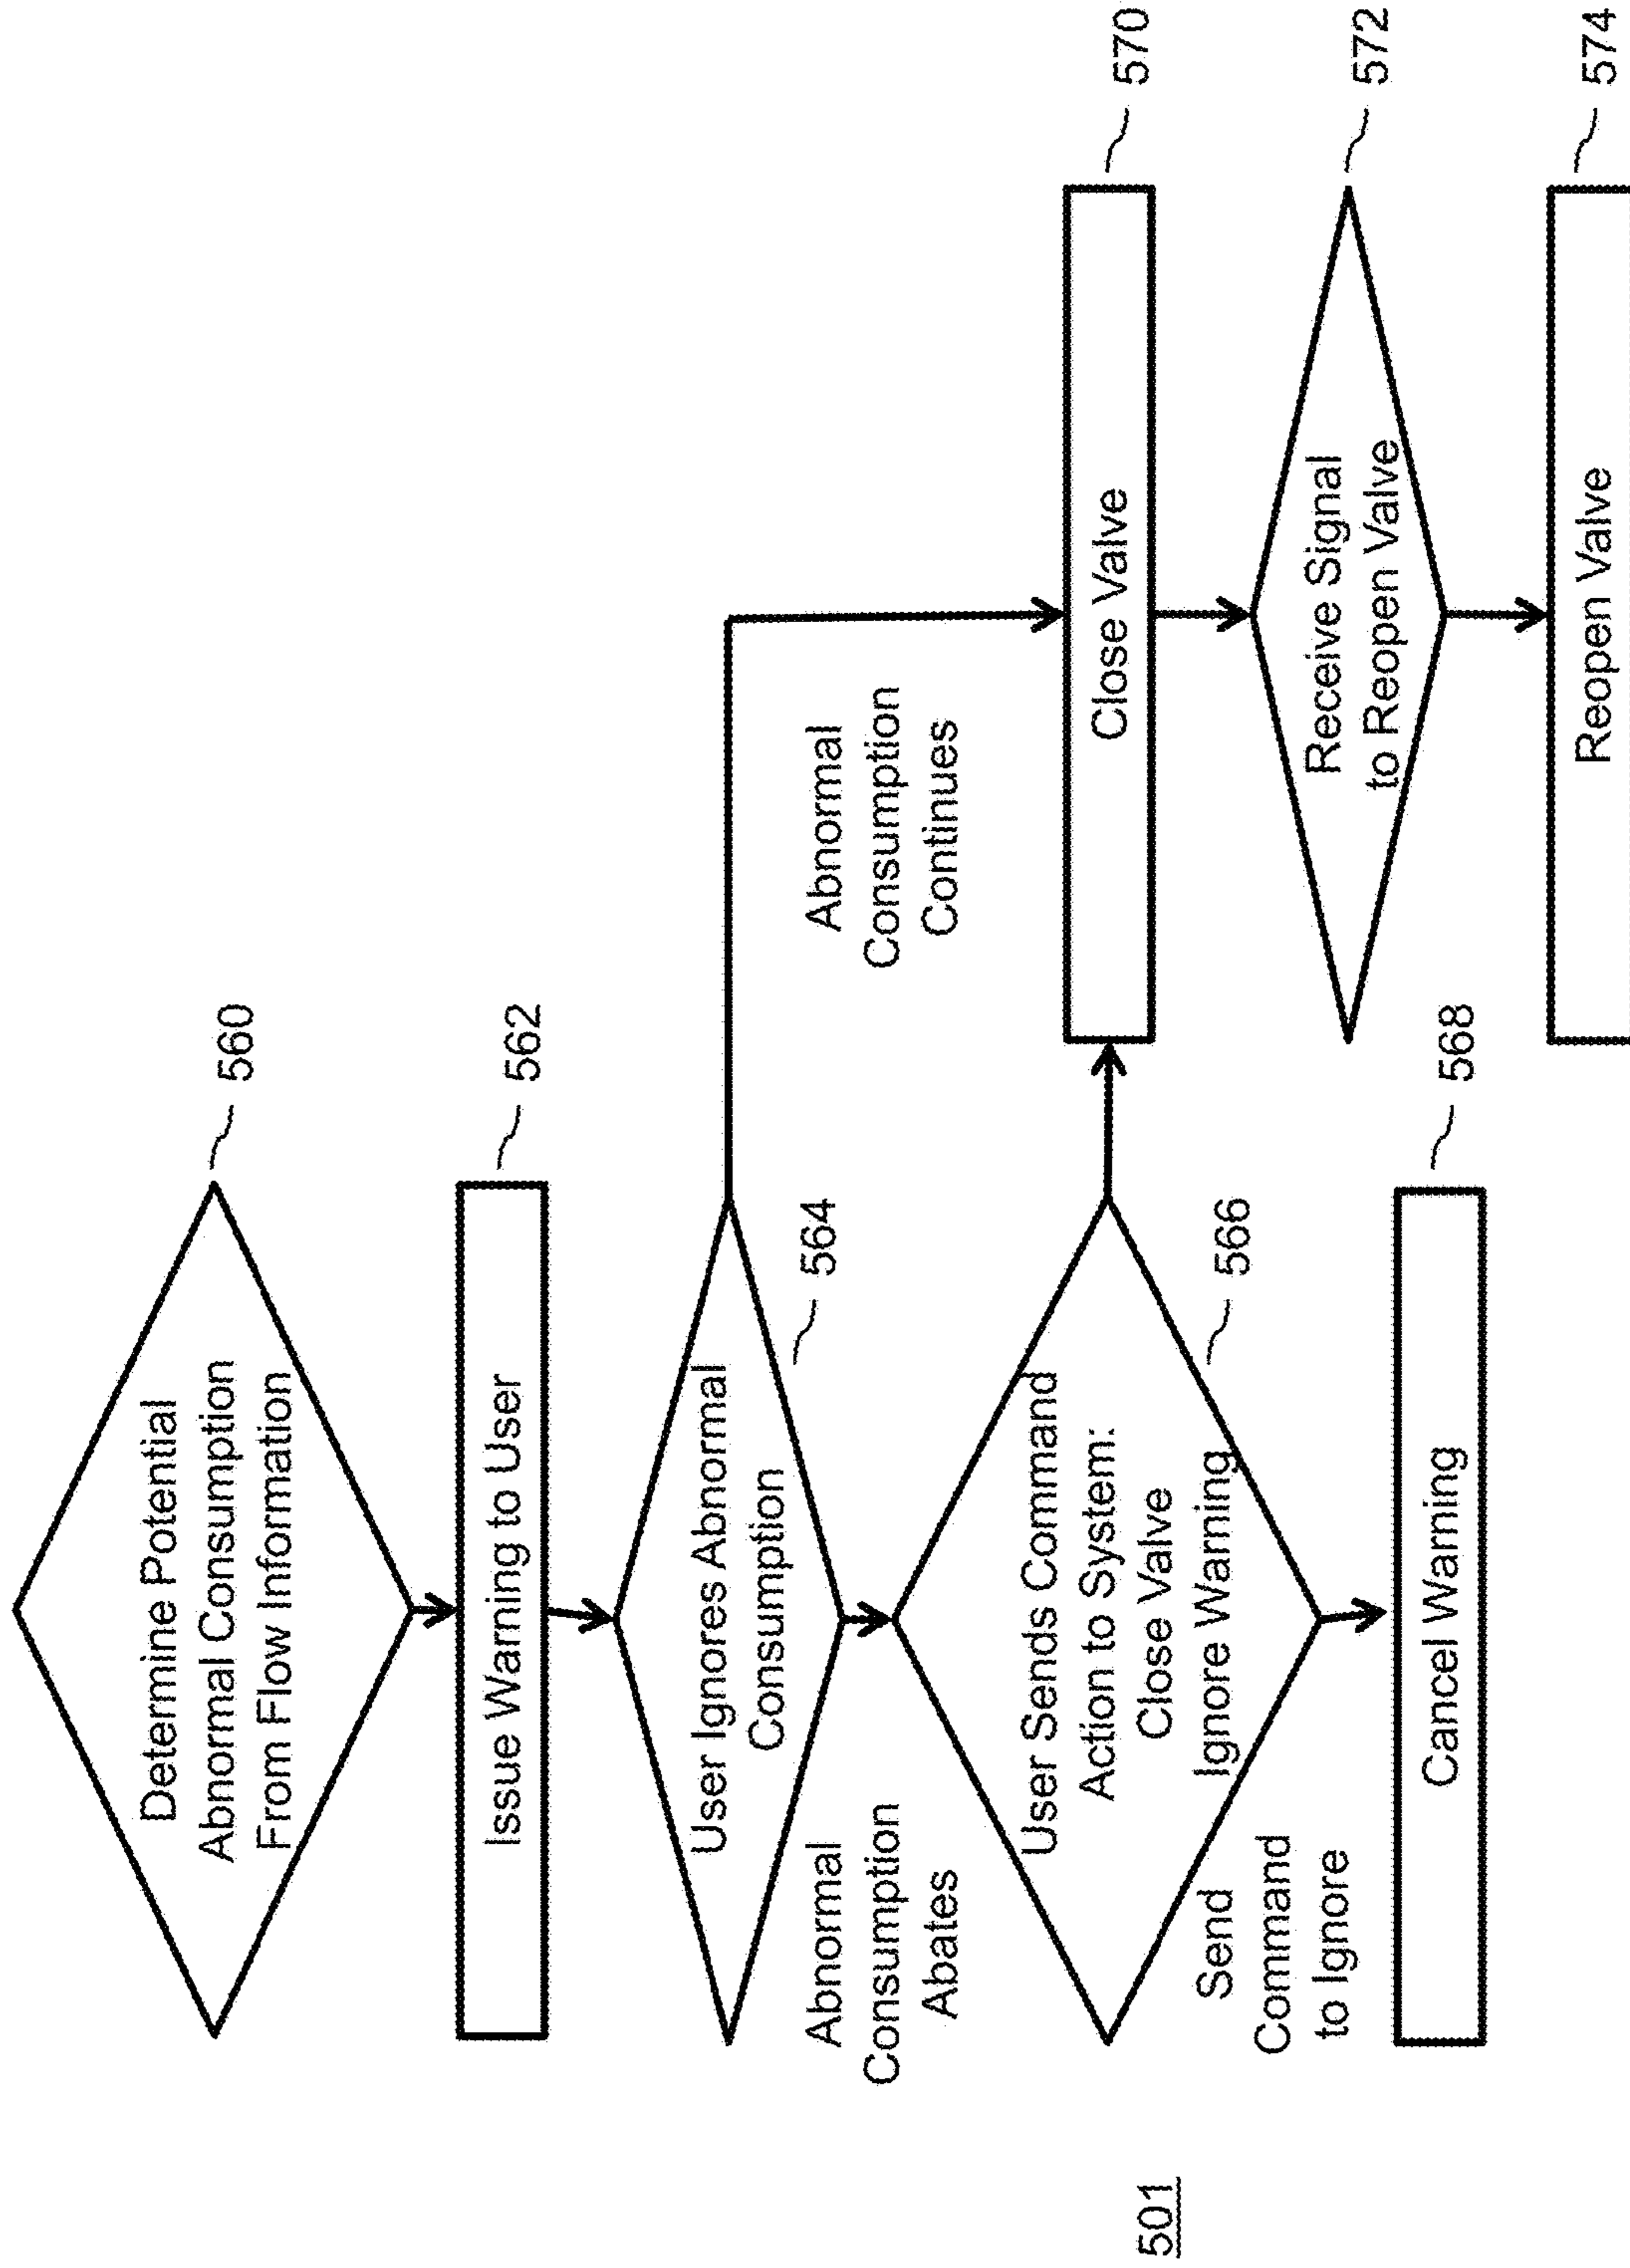 Determine Potential
Abnormal Consumption
From Flow Information
560
Issue Warning to User
562
User Ignores Abnormal
Consumption
564
Abnormal
Consumption
Abates
Abnormal
Consumption
Continues
User Sends Command
Action to System:
Close Valve
Ignore Warning
566
Close Valve
570
Send
Command
to Ignore
Receive Signal
to Reopen Valve
572
Cancel Warning
568
Reopen Valve
574
501